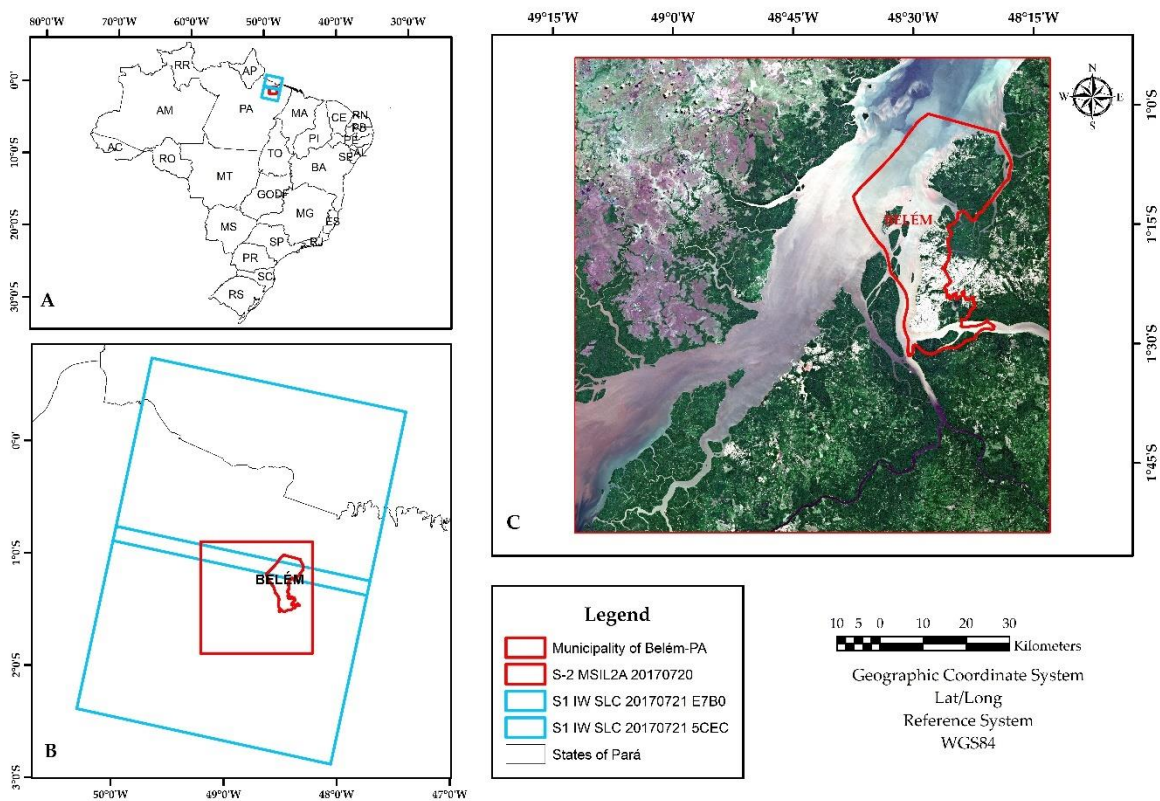 80°0'W 70°0'W 60°0'W 50°0'W 40°0'W 30°0'W
0°0'
10°0'S
20°0'S
30°0'S
RR
AP
AM
PA
MA
CE
RN
PB
PI
AL
SE
AC
RO
TO
BA
MT
GO
DF
MG
ES
MS
SP
RJ
PR
SC
RS
A
0°0'
1°0'S
2°0'S
3°0'S
BELÉM
B
50°0'W 49°0'W 48°0'W 47°0'W
49°15'W 49°0'W 48°45'W 48°30'W 48°15'W
N
W E
S
1°0'S
1°15'S
1°30'S
1°45'S
BELÉM
C
Legend
Municipality of Belém-PA
S-2 MSIL2A 20170720
S1 IW SLC 20170721 E7B0
S1 IW SLC 20170721 5CEC
States of Pará
10 5 0 10 20 30
Kilometers
Geographic Coordinate System
Lat/Long
Reference System
WGS84